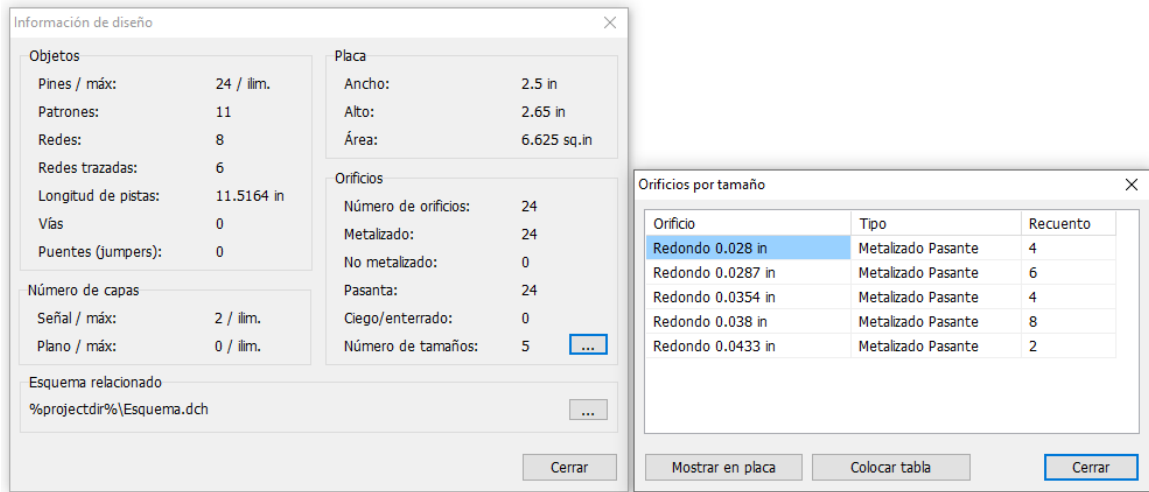 Información de diseño
Objetos
Pines / máx: 24 / ilim.
Patrones: 11
Redes: 8
Redes trazadas: 6
Longitud de pistas: 11.5164 in
Vías 0
Puentes (jumpers): 0
Número de capas
Señal / máx: 2 / ilim.
Plano / máx: 0 / ilim.
Placa
Ancho: 2.5 in
Alto: 2.65 in
Área: 6.625 sq.in
Orificios
Número de orificios: 24
Metalizado: 24
No metalizado: 0
Pasanta: 24
Ciego/enterrado: 0
Número de tamaños: 5 ...
Esquema relacionado
%projectdir%\Esquema.dch ...
Cerrar
Orificios por tamaño
Orificio Tipo Recuento
Redondo 0.028 in Metalizado Pasante 4
Redondo 0.0287 in Metalizado Pasante 6
Redondo 0.0354 in Metalizado Pasante 4
Redondo 0.038 in Metalizado Pasante 8
Redondo 0.0433 in Metalizado Pasante 2
Mostrar en placa Colocar tabla Cerrar